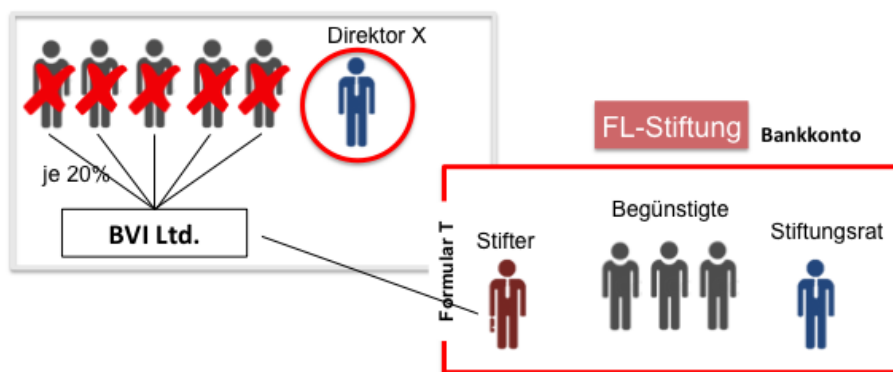 Direktor X
je 20%
BVI Ltd.
FL-Stiftung
Bankkonto
Formular T
Stifter
Begünstigte
Stiftungsrat